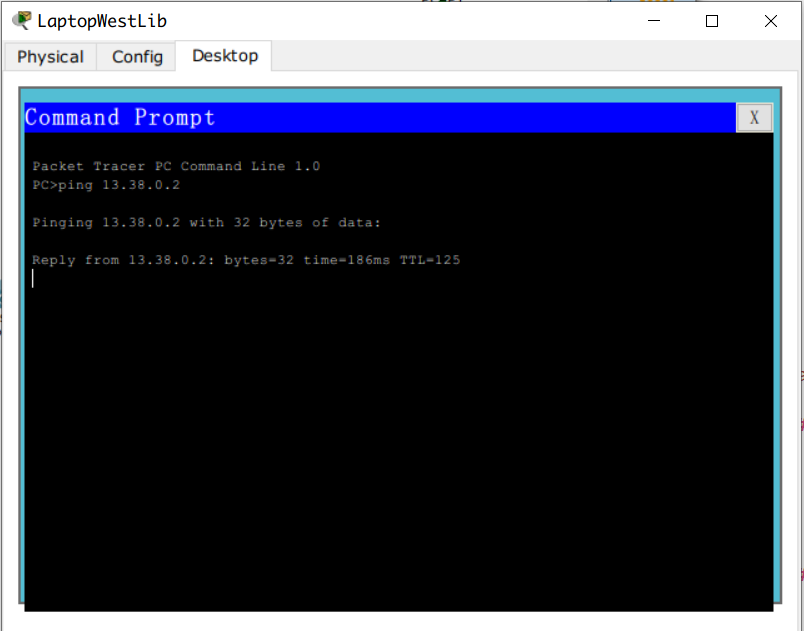 LaptopWestLib
Physical Config Desktop
Command Prompt X
Packet Tracer PC Command Line 1.0
PC>ping 13.38.0.2
Pinging 13.38.0.2 with 32 bytes of data:
Reply from 13.38.0.2: bytes=32 time=186ms TTL=125